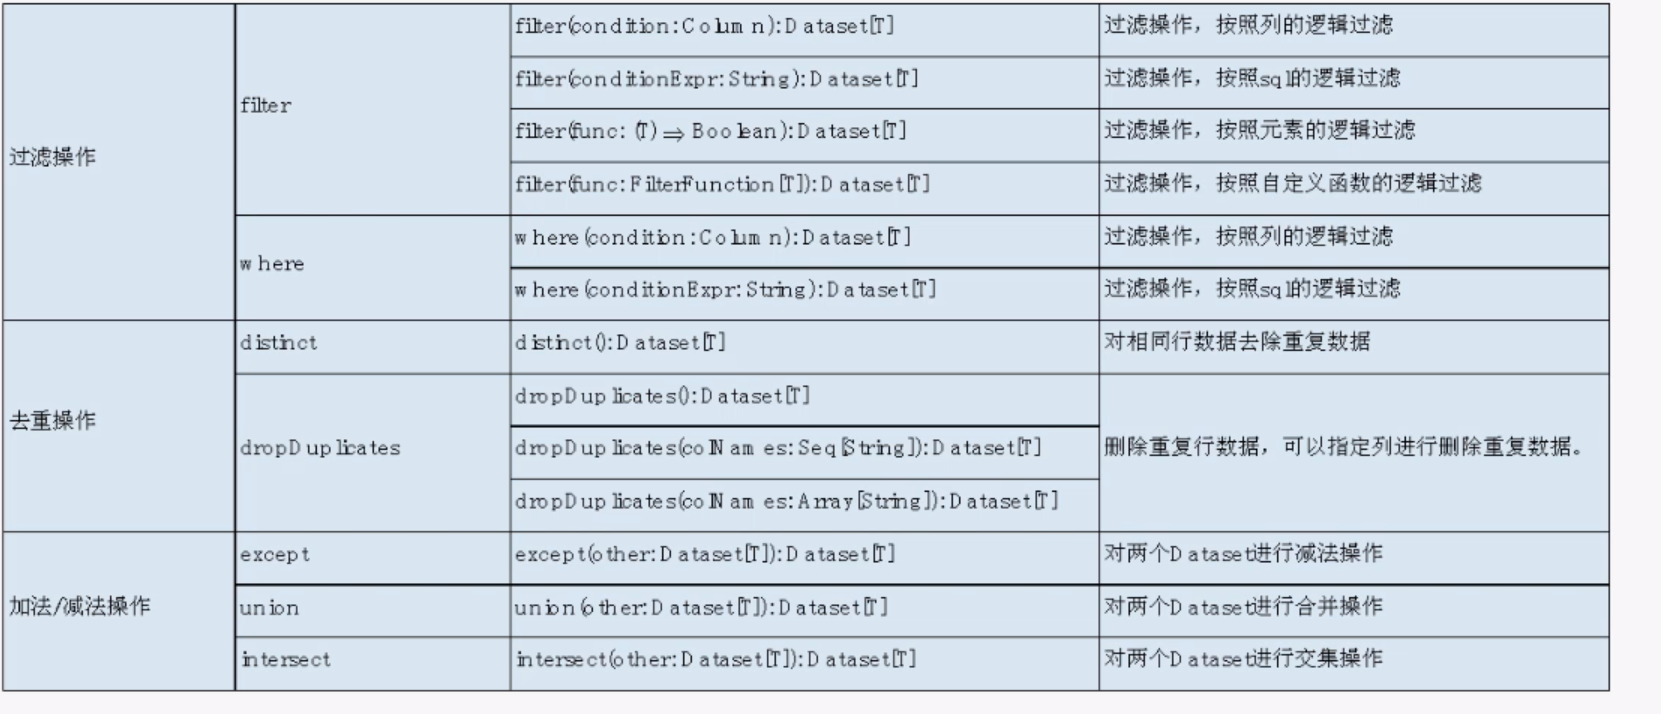 过滤操作
filter
filter(condition:Column):Dataset[T]
过滤操作，按照列的逻辑过滤
filter(conditionExpr:String):Dataset[T]
过滤操作，按照sql的逻辑过滤
filter(func: (T) ⇒ Boolean):Dataset[T]
过滤操作，按照元素的逻辑过滤
filter(func:FilterFunction[T]):Dataset[T]
过滤操作，按照自定义函数的逻辑过滤
where
where(condition:Column):Dataset[T]
过滤操作，按照列的逻辑过滤
where(conditionExpr:String):Dataset[T]
过滤操作，按照sql的逻辑过滤
去重操作
distinct
distinct():Dataset[T]
对相同行数据去除重复数据
dropDuplicates
dropDuplicates():Dataset[T]
dropDuplicates(colNames:Seq[String]):Dataset[T]
dropDuplicates(colNames:Array[String]):Dataset[T]
删除重复行数据，可以指定列进行删除重复数据。
加法/减法操作
except
except(other:Dataset[T]):Dataset[T]
对两个Dataset进行减法操作
union
union(other:Dataset[T]):Dataset[T]
对两个Dataset进行合并操作
intersect
intersect(other:Dataset[T]):Dataset[T]
对两个Dataset进行交集操作